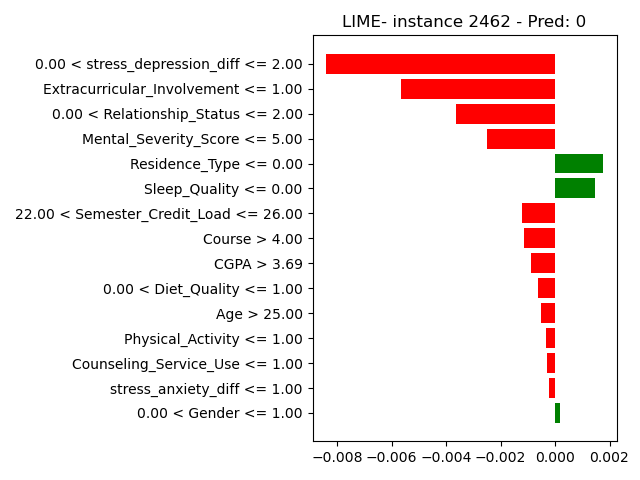 LIME- instance 2462 - Pred: 0
0.00 < stress_depression_diff <= 2.00
Extracurricular_Involvement <= 1.00
0.00 < Relationship_Status <= 2.00
Mental_Severity_Score <= 5.00
Residence_Type <= 0.00
Sleep_Quality <= 0.00
22.00 < Semester_Credit_Load <= 26.00
Course > 4.00
CGPA > 3.69
0.00 < Diet_Quality <= 1.00
Age > 25.00
Physical_Activity <= 1.00
Counseling_Service_Use <= 1.00
stress_anxiety_diff <= 1.00
0.00 < Gender <= 1.00
−0.008 −0.006 −0.004 −0.002 0.000 0.002